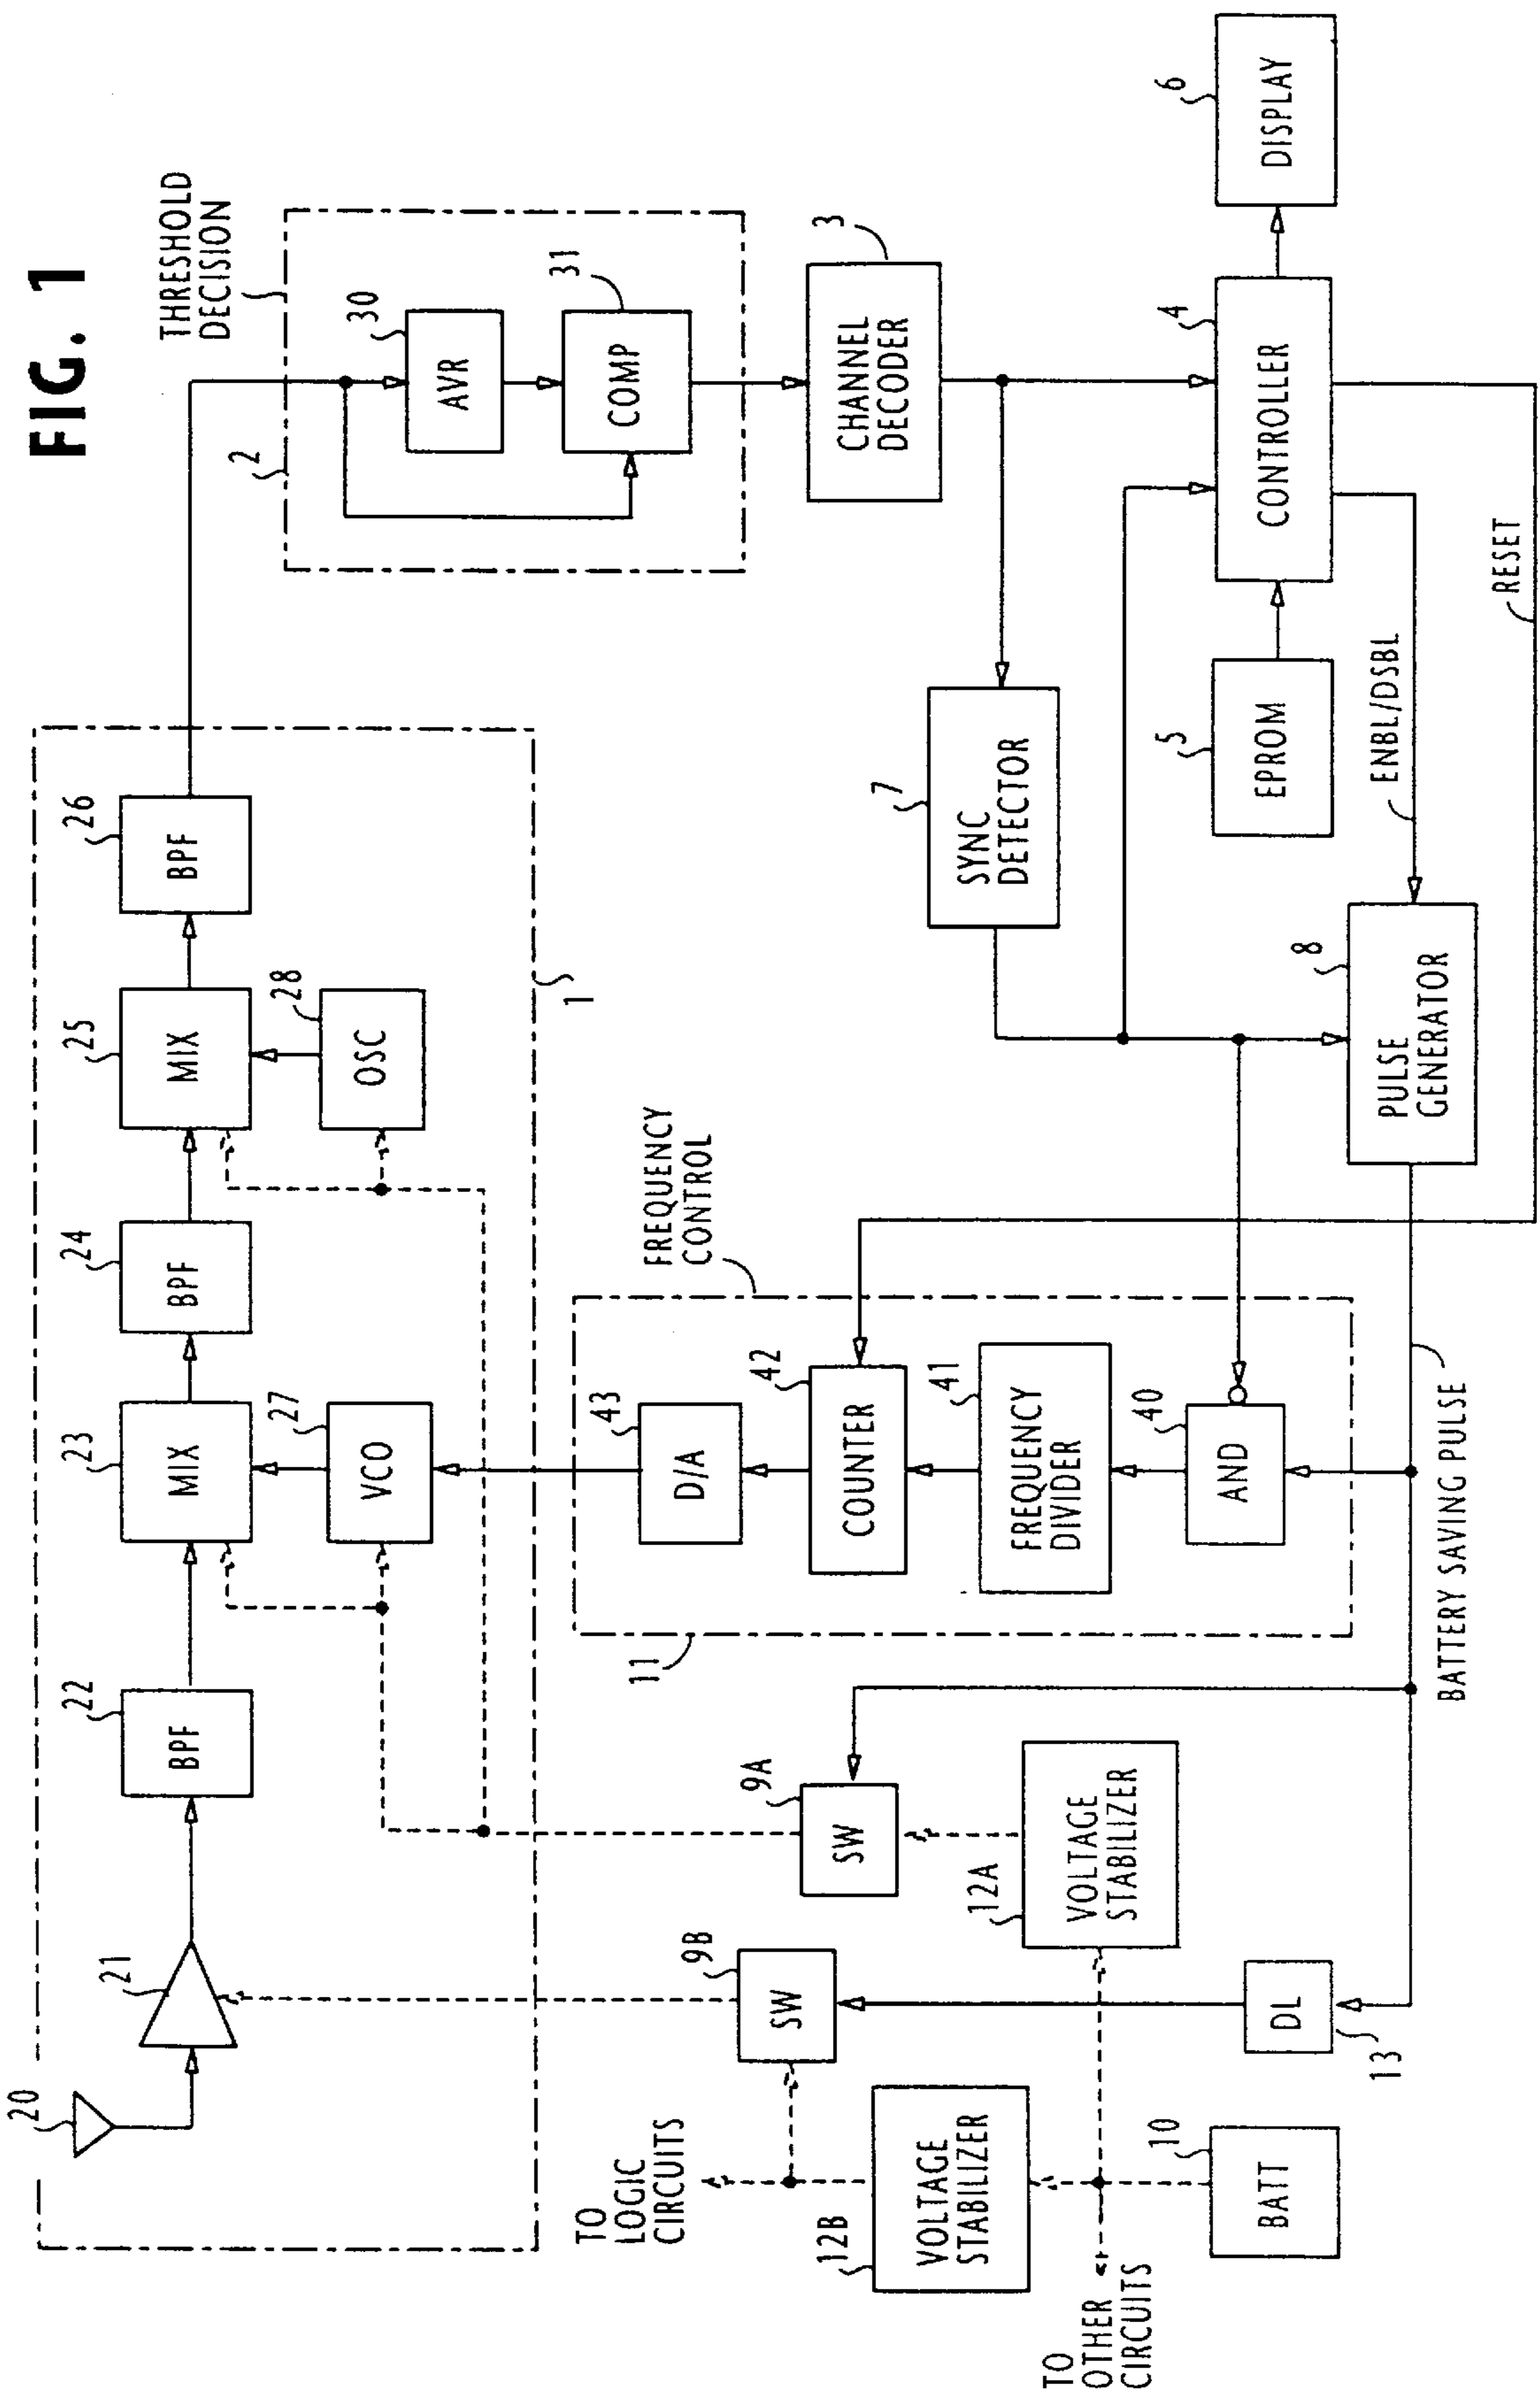 FIG. 1
20
21
22
BPF
23
MIX
24
BPF
25
MIX
26
BPF
27
VCO
28
OSC
1
THRESHOLD
DECISION
2
30
AVR
31
COMP
3
CHANNEL
DECODER
FREQUENCY
CONTROL
11
43
D/A
42
COUNTER
41
FREQUENCY
DIVIDER
40
AND
7
SYNC
DETECTOR
TO
LOGIC
CIRCUITS
9B
SW
9A
SW
12B
VOLTAGE
STABILIZER
12A
VOLTAGE
STABILIZER
5
EPROM
4
CONTROLLER
6
DISPLAY
TO
OTHER
CIRCUITS
10
BATT
13
DL
BATTERY SAVING PULSE
8
PULSE
GENERATOR
ENBL/DSBL
RESET